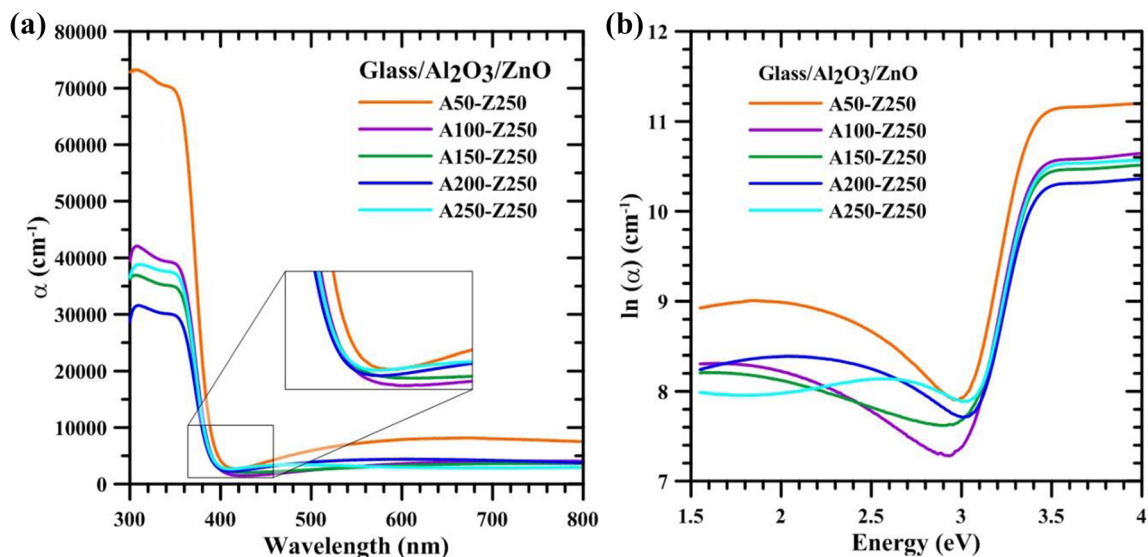 (a)
80000
70000
60000
50000
40000
30000
20000
10000
0
α (cm⁻¹)
Glass/Al₂O₃/ZnO
A50-Z250
A100-Z250
A150-Z250
A200-Z250
A250-Z250
300 400 500 600 700 800
Wavelength (nm)
(b)
12
11
10
9
8
7
ln (α) (cm⁻¹)
Glass/Al₂O₃/ZnO
A50-Z250
A100-Z250
A150-Z250
A200-Z250
A250-Z250
1.5 2 2.5 3 3.5 4
Energy (eV)